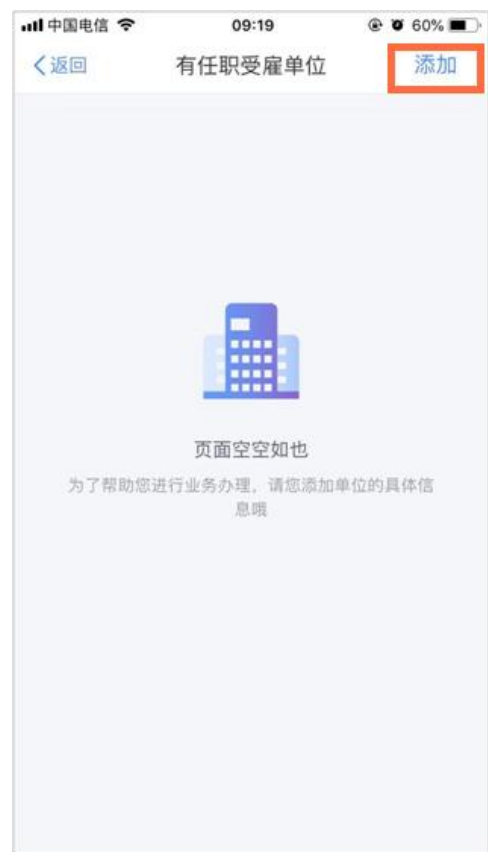 中国电信 09:19 60%
返回 有任职受雇单位 添加
页面空空如也
为了帮助您进行业务办理，请您添加单位的具体信
息哦